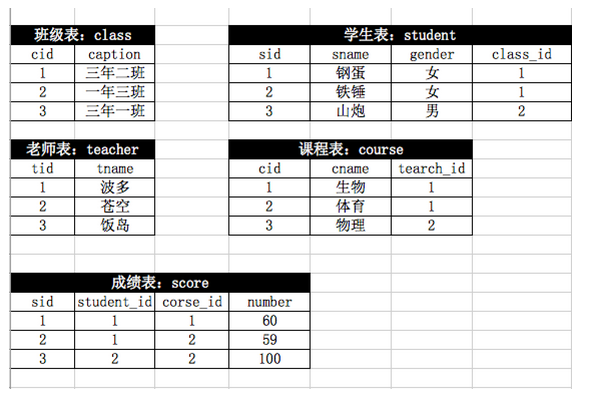 班级表：class
cid caption
1 三年二班
2 一年三班
3 三年一班
学生表：student
sid sname gender class_id
1 钢蛋 女 1
2 铁锤 女 1
3 山炮 男 2
老师表：teacher
tid tname
1 波多
2 苍空
3 饭岛
课程表：course
cid cname tearch_id
1 生物 1
2 体育 1
3 物理 2
成绩表：score
sid student_id corse_id number
1 1 1 60
2 1 2 59
3 2 2 100